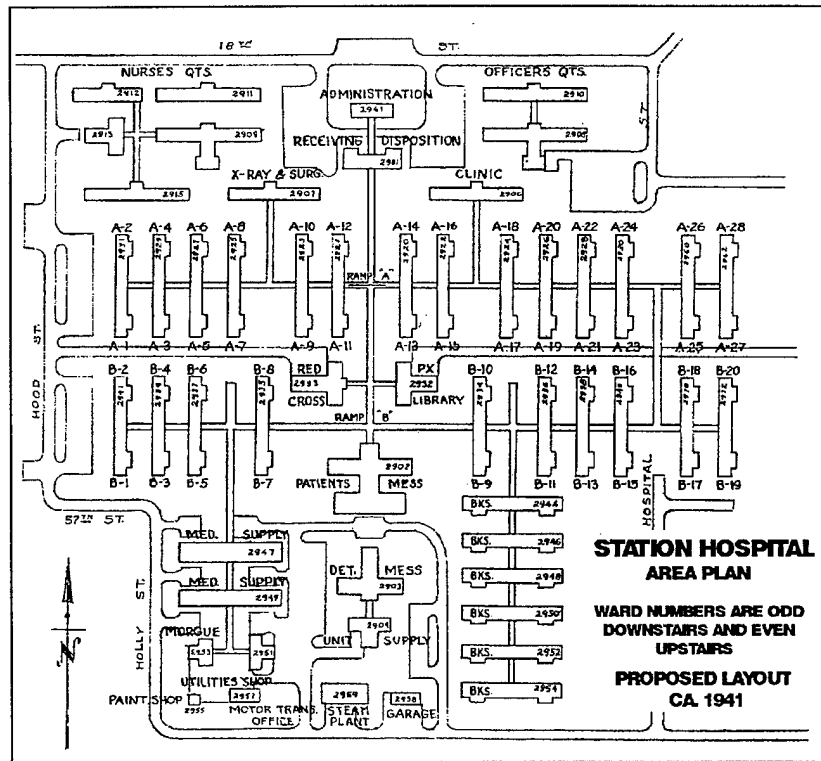 18TH ST.
NURSES QTS.
OFFICERS QTS.
2912 2911
2910
ADMINISTRATION
2941
2913 2909
RECEIVING DISPOSITION
2981
ST.
X-RAY & SURG.
CLINIC
2915 2907 2906
A-2 A-4 A-6 A-8 A-10 A-12 A-14 A-16 A-18 A-20 A-22 A-24 A-26 A-28
RAMP "A"
A-1 A-3 A-5 A-7 A-9 A-11 A-13 A-15 A-17 A-19 A-21 A-23 A-25 A-27
HOOD ST.
B-2 B-4 B-6 B-8 RED PX B-10 B-12 B-14 B-16 B-18 B-20
2932
CROSS LIBRARY
RAMP "B"
2902
PATIENTS MESS
B-1 B-3 B-5 B-7 B-9 B-11 B-13 B-15 B-17 B-19
HOSPITAL
57TH ST.
BKS. 2944
MED. SUPPLY
2947
BKS. 2946
DET. MESS
2903
BKS. 2948
MED. SUPPLY
2949
BKS. 2950
HOLLY ST.
MORGUE
2953 2951
2904
UNIT SUPPLY
BKS. 2952
UTILITIES SHOP
PAINT SHOP
2955
2957
MOTOR TRANS. OFFICE
2969
STEAM PLANT
2958
GARAGE
BKS. 2954
N
STATION HOSPITAL
AREA PLAN
WARD NUMBERS ARE ODD
DOWNSTAIRS AND EVEN
UPSTAIRS
PROPOSED LAYOUT
CA. 1941